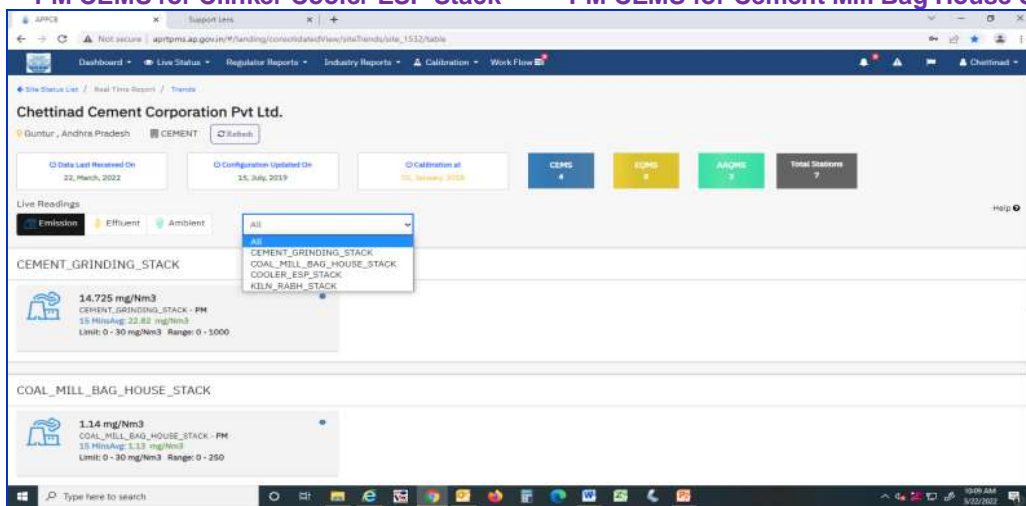 PM CEMS for Clinker Cooler ESP Stack PM CEMS for Cement Mill Bag House
APPCB Support Lens
Not secure | aprtpms.ap.gov.in/#/landing/consolidatedView/siteTrends/site_1532/table
Dashboard Live Status Regulator Reports Industry Reports Calibration Work Flow Chettinad
Site Status List / Real Time Report / Trends
Chettinad Cement Corporation Pvt Ltd.
Guntur , Andhra Pradesh CEMENT Refresh
Data Last Received On Configuration Updated On Calibration at CEMS EQMS AAQMS Total Stations
22, March, 2022 15, July, 2019 4 0 3 7
Live Readings Help
Emission Effluent Ambient All
All
CEMENT_GRINDING_STACK
COAL_MILL_BAG_HOUSE_STACK
COOLER_ESP_STACK
KILN_RABH_STACK
CEMENT_GRINDING_STACK
14.725 mg/Nm3
CEMENT_GRINDING_STACK - PM
15 MinsAvg: 22.82 mg/Nm3
Limit: 0 - 30 mg/Nm3 Range: 0 - 1000
COAL_MILL_BAG_HOUSE_STACK
1.14 mg/Nm3
COAL_MILL_BAG_HOUSE_STACK - PM
15 MinsAvg: 1.13 mg/Nm3
Limit: 0 - 30 mg/Nm3 Range: 0 - 250
Type here to search 10:09 AM
3/22/2022